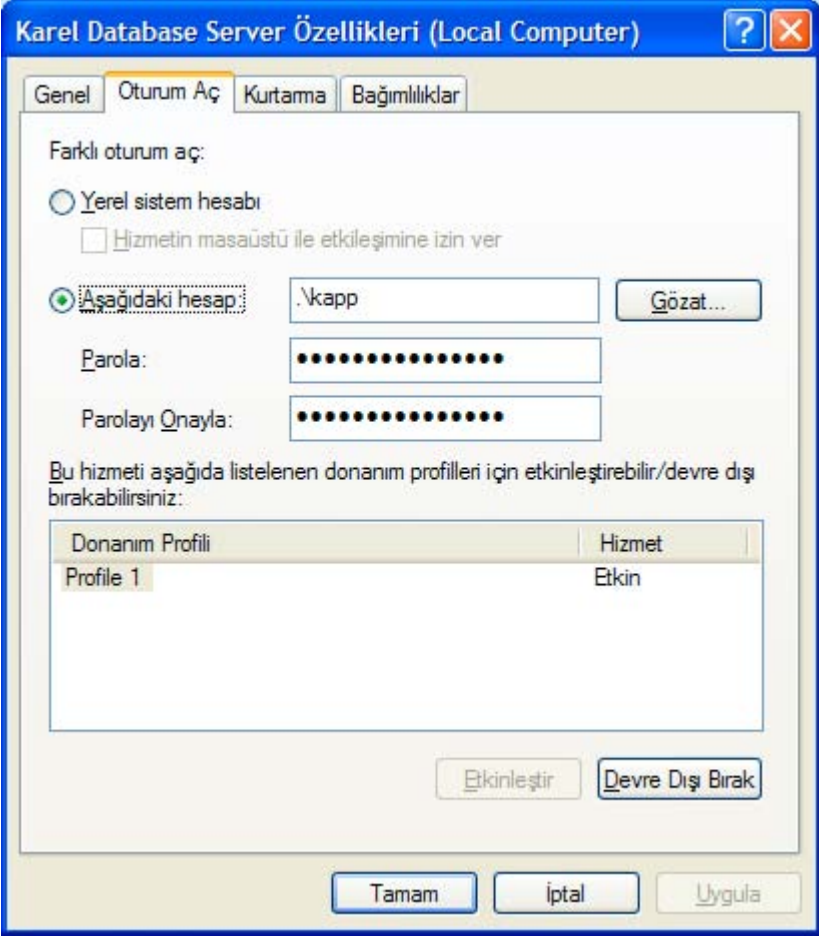 Karel Database Server Özellikleri (Local Computer)
Genel Oturum Aç Kurtarma Bağımlılıklar
Farklı oturum aç:
Yerel sistem hesabı
Hizmetin masaüstü ile etkileşimine izin ver
Aşağıdaki hesap: .\kapp Gözat...
Parola: •••••••••••••••
Parolayı Onayla: •••••••••••••••
Bu hizmeti aşağıda listelenen donanım profilleri için etkinleştirebilir/devre dışı
bırakabilirsiniz:
Donanım Profili Hizmet
Profile 1 Etkin
Etkinleştir Devre Dışı Bırak
Tamam İptal Uygula